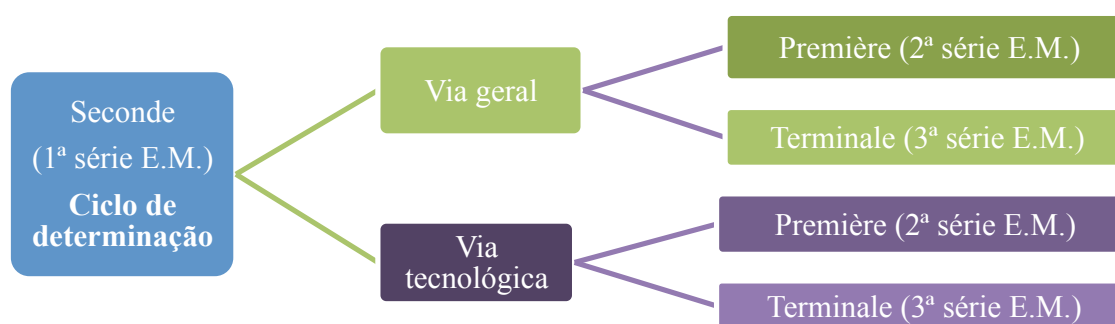 Seconde
(1ª série E.M.)
Ciclo de
determinação
Via geral
Première (2ª série E.M.)
Terminale (3ª série E.M.)
Via
tecnológica
Première (2ª série E.M.)
Terminale (3ª série E.M.)